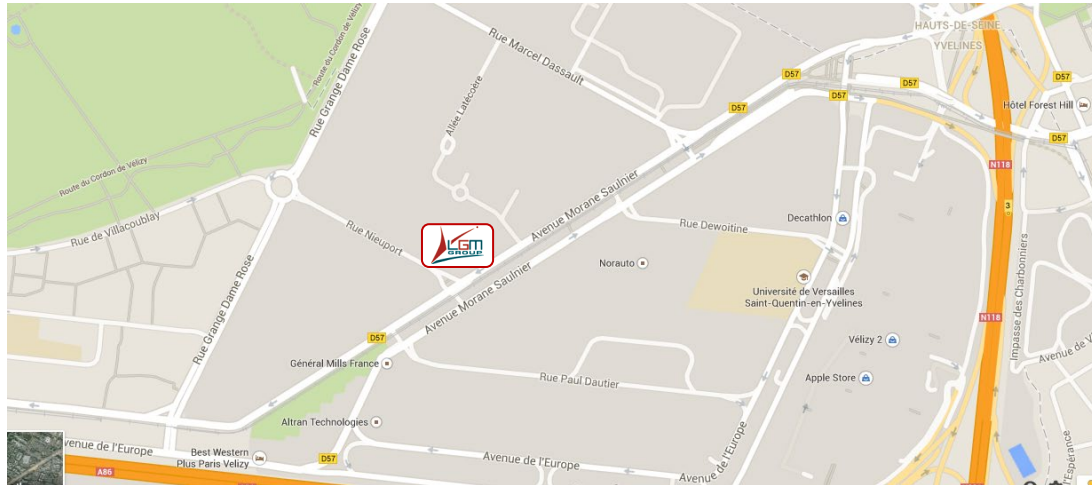 HAUTS-DE-SEINE
YVELINES
Route du Cordon de Vélizy
Rue Grange Dame Rose
Rue Marcel Dassault
D57
D57
D57
D57
Hôtel Forest Hill
D57
D57
Allée Latécoère
Route du Cordon de Vélizy
N118
3
Avenue Morane Saulnier
Decathlon
Rue de Villacoublay
Rue Nieuport
LGM
GROUP
Rue Dewoitine
Norauto
Université de Versailles
Saint-Quentin-en-Yvelines
Avenue Morane Saulnier
Rue Grange Dame Rose
Impasse des Charbonniers
N118
D57
Vélizy 2
Général Mills France
Rue Paul Dautier
Apple Store
Altran Technologies
Avenue de l'Europe
Best Western
Plus Paris Velizy
D57
Avenue de l'Europe
A86